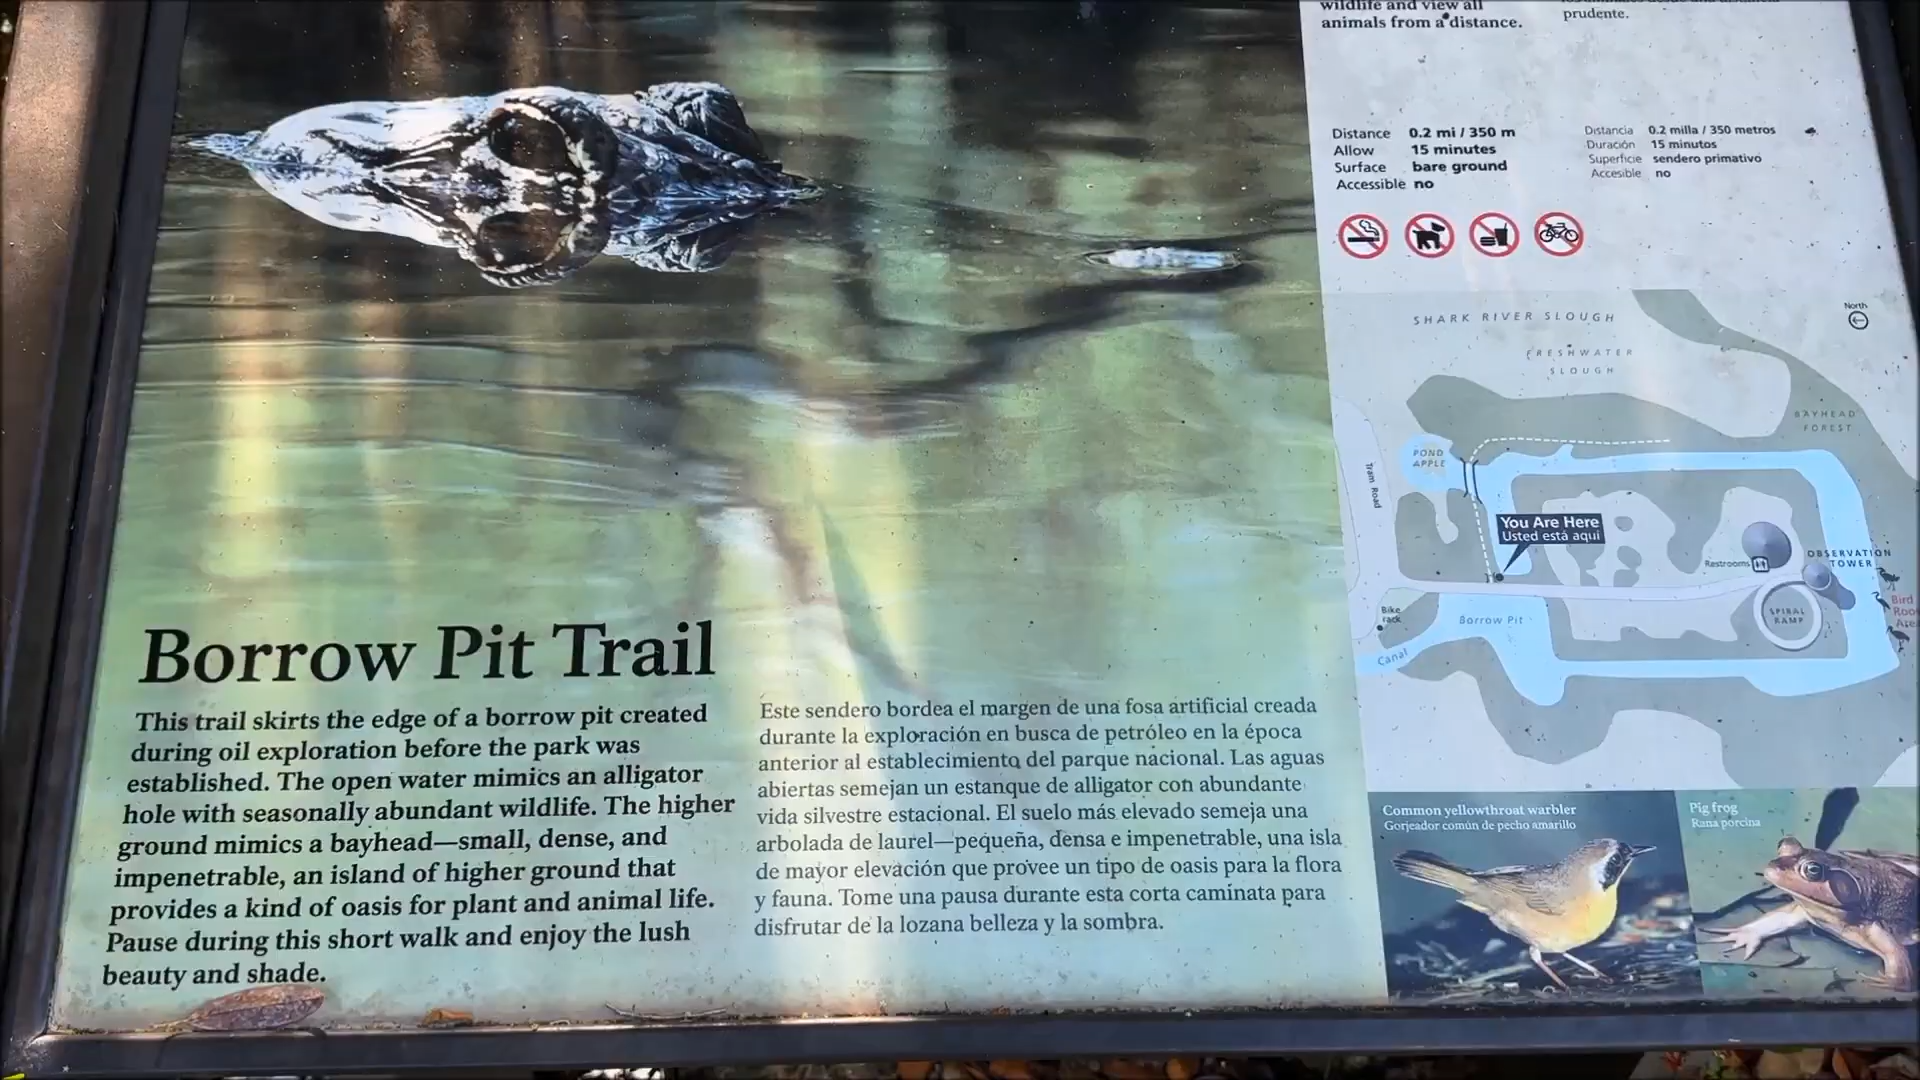 wildlife and view all
animals from a distance.
prudente.
Distance 0.2 mi / 350 m
Allow 15 minutes
Surface bare ground
Accessible no
Distancia 0.2 milla / 350 metros
Duración 15 minutos
Superficie sendero primativo
Accesible no
North
SHARK RIVER SLOUGH
FRESHWATER
SLOUGH
BAYHEAD
FOREST
POND
APPLE
Tram Road
You Are Here
Usted está aquí
Restrooms
OBSERVATION
TOWER
Bird
Area
SPIRAL
RAMP
Bike
rack
Borrow Pit
Canal
Borrow Pit Trail
This trail skirts the edge of a borrow pit created
during oil exploration before the park was
established. The open water mimics an alligator
hole with seasonally abundant wildlife. The higher
ground mimics a bayhead—small, dense, and
impenetrable, an island of higher ground that
provides a kind of oasis for plant and animal life.
Pause during this short walk and enjoy the lush
beauty and shade.
Este sendero bordea el margen de una fosa artificial creada
durante la exploración en busca de petróleo en la época
anterior al establecimiento del parque nacional. Las aguas
abiertas semejan un estanque de alligator con abundante
vida silvestre estacional. El suelo más elevado semeja una
arbolada de laurel—pequeña, densa e impenetrable, una isla
de mayor elevación que provee un tipo de oasis para la flora
y fauna. Tome una pausa durante esta corta caminata para
disfrutar de la lozana belleza y la sombra.
Common yellowthroat warbler
Gorjeador común de pecho amarillo
Pig frog
Rana porcina